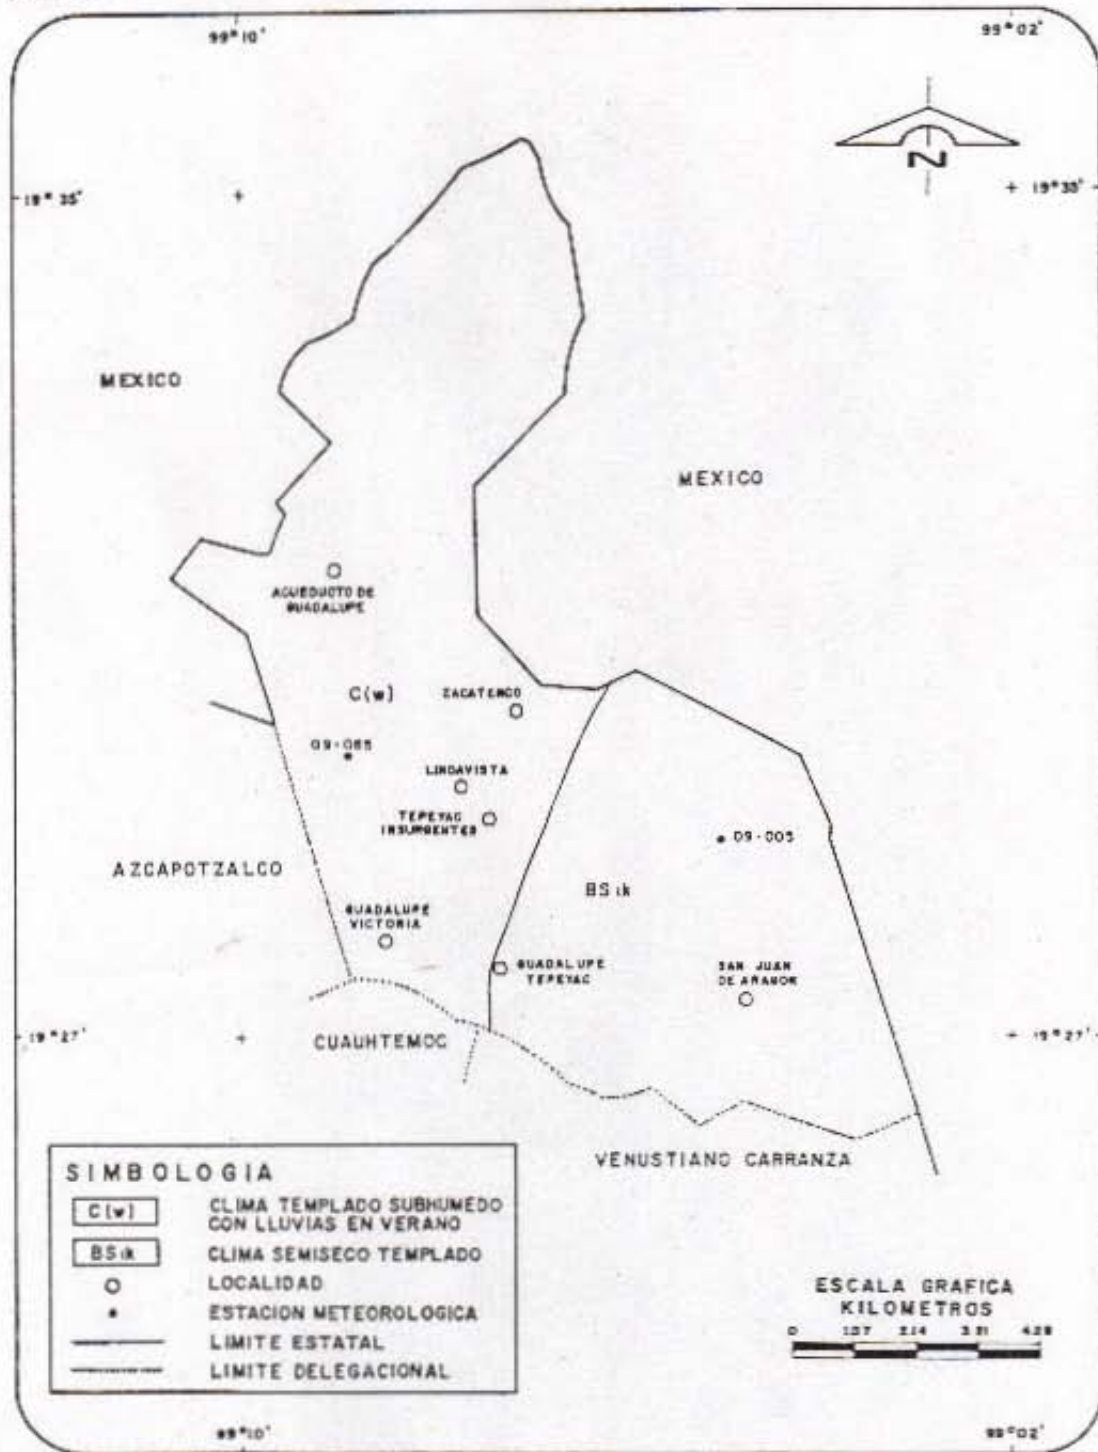 99°10'
99°02'
N
19°35'
19°35'
MEXICO
MEXICO
AGUEDUCTO DE
GUADALUPE
C(w)
ZACATENCO
09-065
LINDAVISTA
TEPEYAC
INSURGENTES
09-005
AZCAPOTZALCO
BSik
GUADALUPE
VICTORIA
GUADALUPE
TEPEYAC
SAN JUAN
DE ARAGON
19°27'
19°27'
CUAUHTEMOC
VENUSTIANO CARRANZA
SIMBOLOGIA
C(w) CLIMA TEMPLADO SUBHUMEDO
CON LLUVIAS EN VERANO
BSik CLIMA SEMISECO TEMPLADO
LOCALIDAD
ESTACION METEOROLOGICA
LIMITE ESTATAL
LIMITE DELEGACIONAL
ESCALA GRAFICA
KILOMETROS
0 1.07 2.14 3.21 4.28
99°10'
99°02'